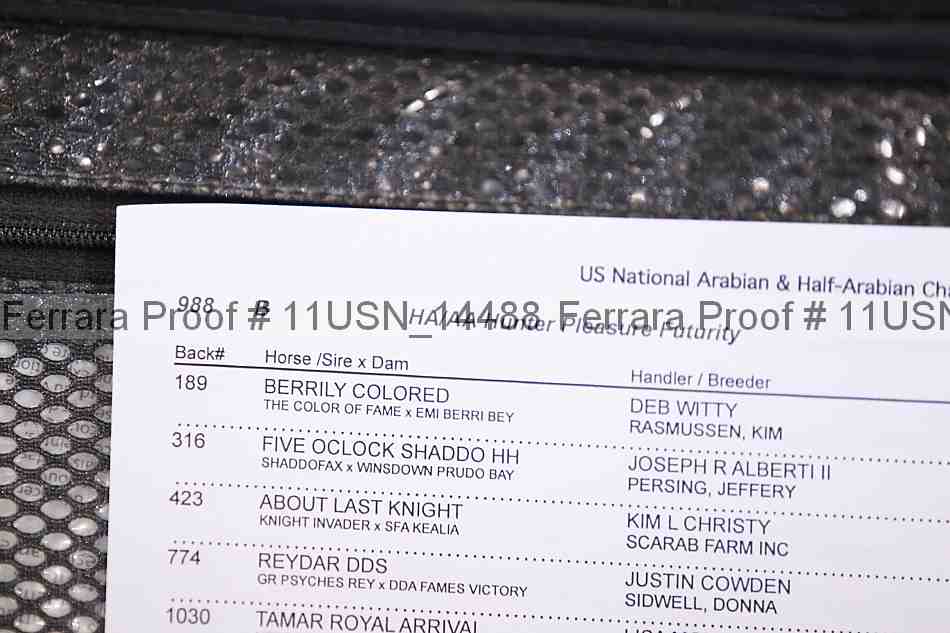 US National Arabian & Half-Arabian Cha
988 B HAHAA Hunter Pleasure Futurity
Ferrara Proof # 11USN_14488 Ferrara Proof # 11USN
Back# Horse /Sire x Dam Handler / Breeder
189 BERRILY COLORED DEB WITTY
THE COLOR OF FAME x EMI BERRI BEY RASMUSSEN, KIM
316 FIVE OCLOCK SHADDO HH JOSEPH R ALBERTI II
SHADDOFAX x WINSDOWN PRUDO BAY PERSING, JEFFERY
423 ABOUT LAST KNIGHT KIM L CHRISTY
KNIGHT INVADER x SFA KEALIA SCARAB FARM INC
774 REYDAR DDS JUSTIN COWDEN
GR PSYCHES REY x DDA FAMES VICTORY SIDWELL, DONNA
1030 TAMAR ROYAL ARRIVAL